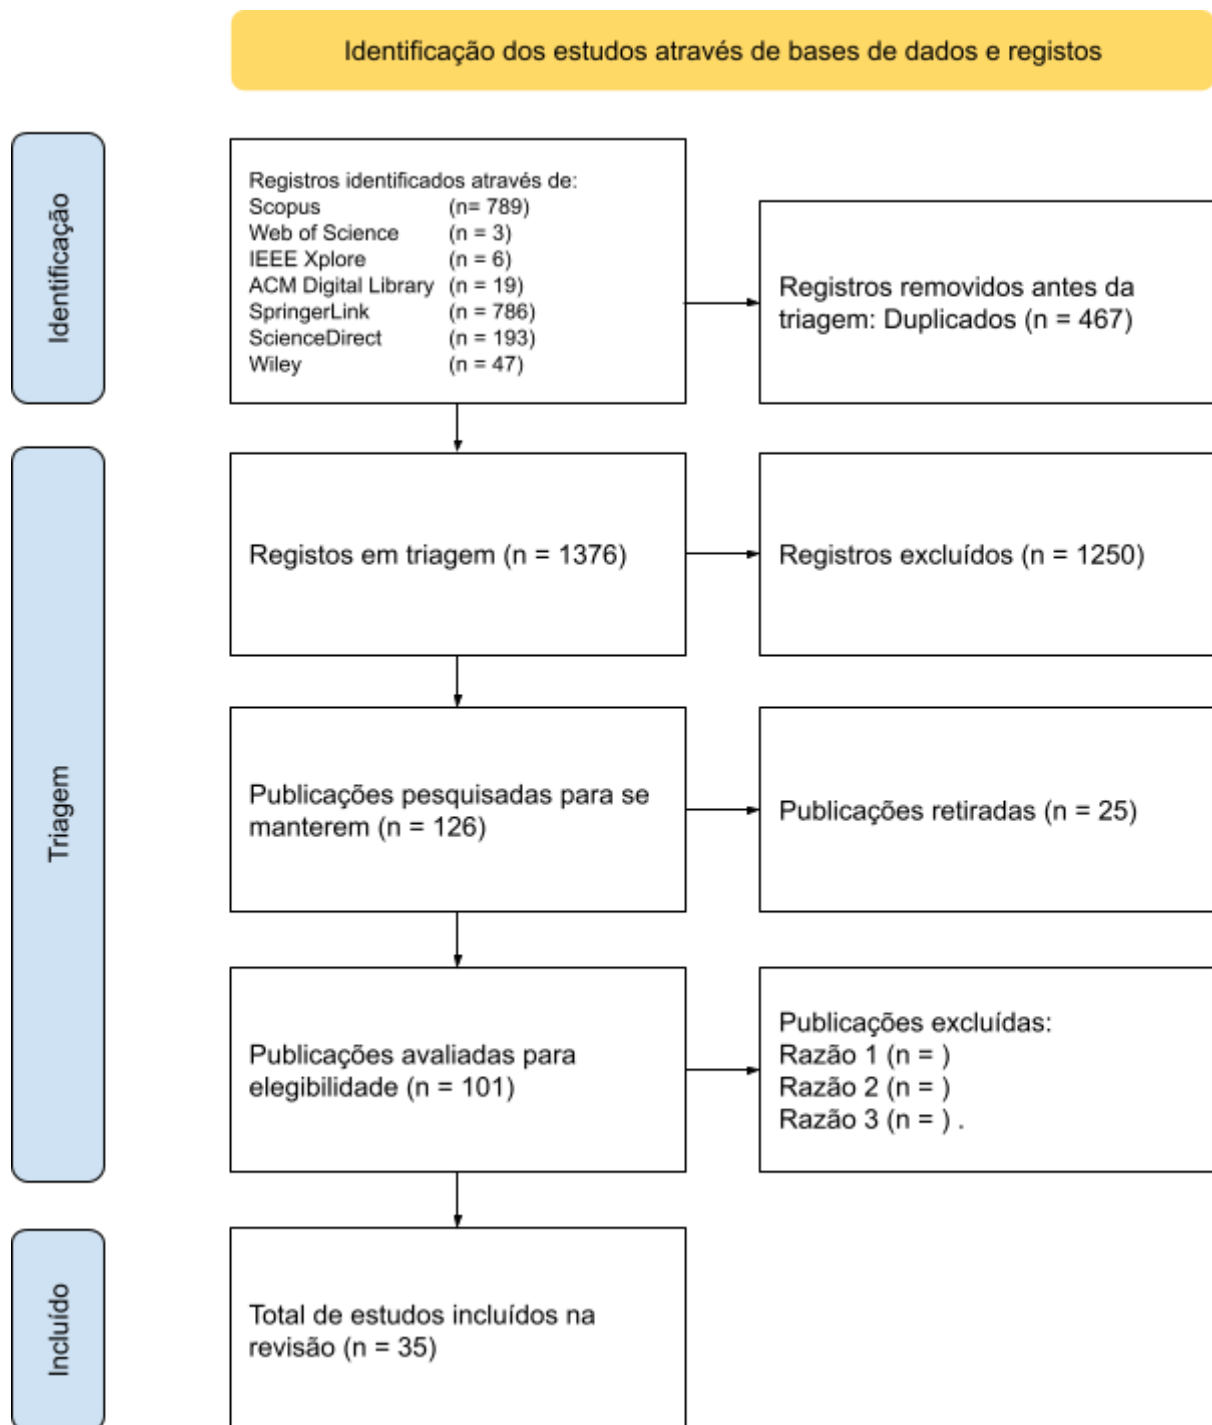 Identificação dos estudos através de bases de dados e registos
Identificação
Registros identificados através de:
Scopus (n= 789)
Web of Science (n = 3)
IEEE Xplore (n = 6)
ACM Digital Library (n = 19)
SpringerLink (n = 786)
ScienceDirect (n = 193)
Wiley (n = 47)
Registros removidos antes da
triagem: Duplicados (n = 467)
Triagem
Registos em triagem (n = 1376)
Registros excluídos (n = 1250)
Publicações pesquisadas para se
manterem (n = 126)
Publicações retiradas (n = 25)
Publicações avaliadas para
elegibilidade (n = 101)
Publicações excluídas:
Razão 1 (n = )
Razão 2 (n = )
Razão 3 (n = ) .
Incluído
Total de estudos incluídos na
revisão (n = 35)